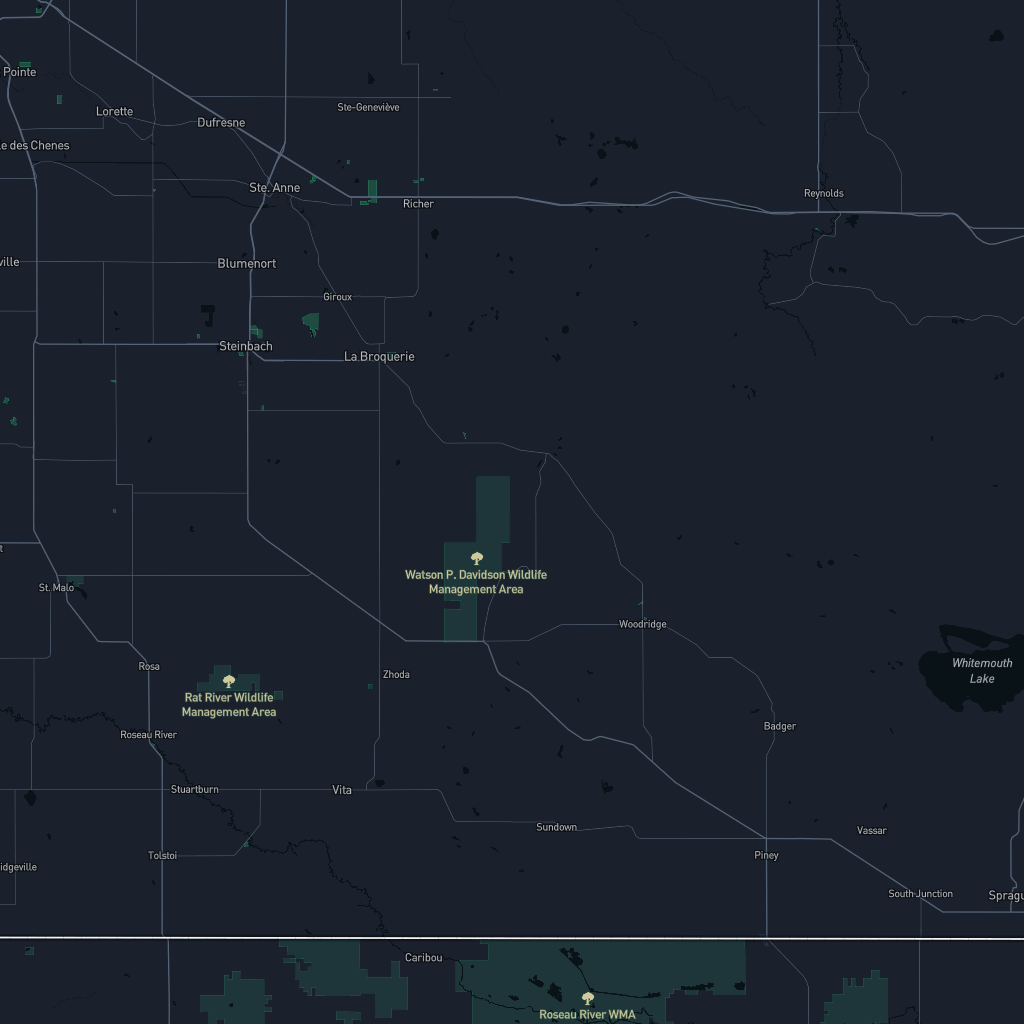 Pointe
Lorette
Ste-Geneviève
Dufresne
le des Chenes
Ste. Anne
Richer
Reynolds
ville
Blumenort
Giroux
Steinbach
La Broquerie
t
Watson P. Davidson Wildlife
Management Area
St. Malo
Woodridge
Rosa
Zhoda
Whitemouth
Lake
Rat River Wildlife
Management Area
Badger
Roseau River
Stuartburn
Vita
Sundown
Vassar
Tolstoi
Piney
idgeville
South Junction
Spragu
Caribou
Roseau River WMA